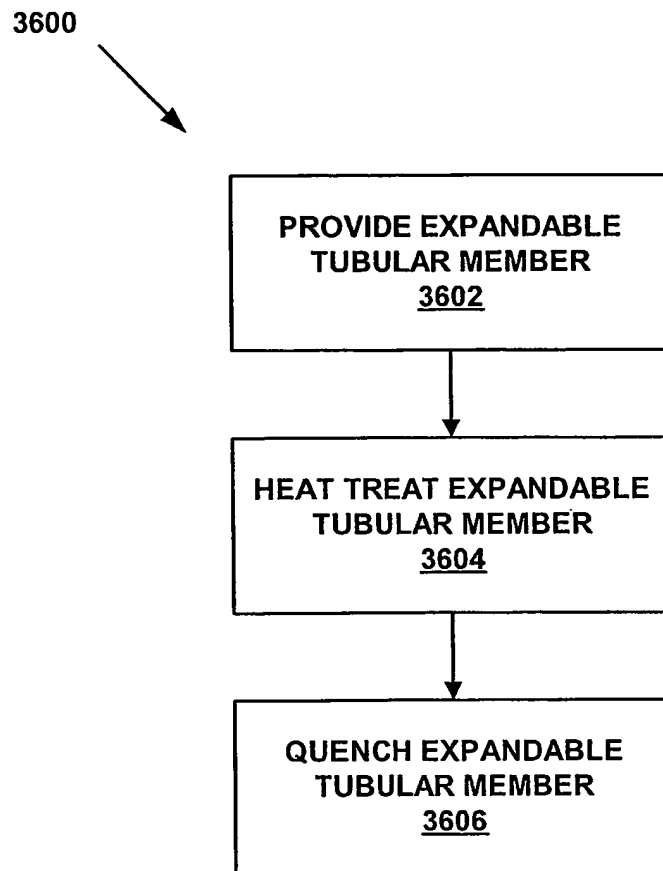 3600
PROVIDE EXPANDABLE
TUBULAR MEMBER
3602
HEAT TREAT EXPANDABLE
TUBULAR MEMBER
3604
QUENCH EXPANDABLE
TUBULAR MEMBER
3606